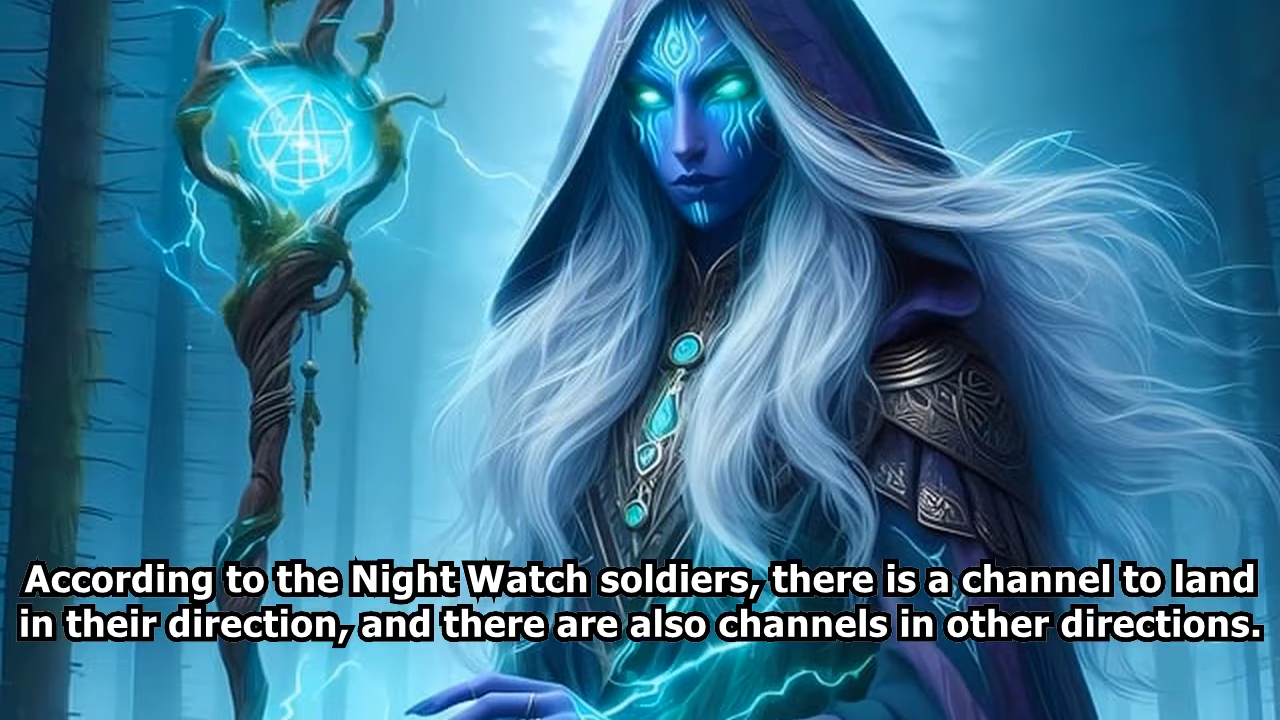 According to the Night Watch soldiers, there is a channel to land
in their direction, and there are also channels in other directions.